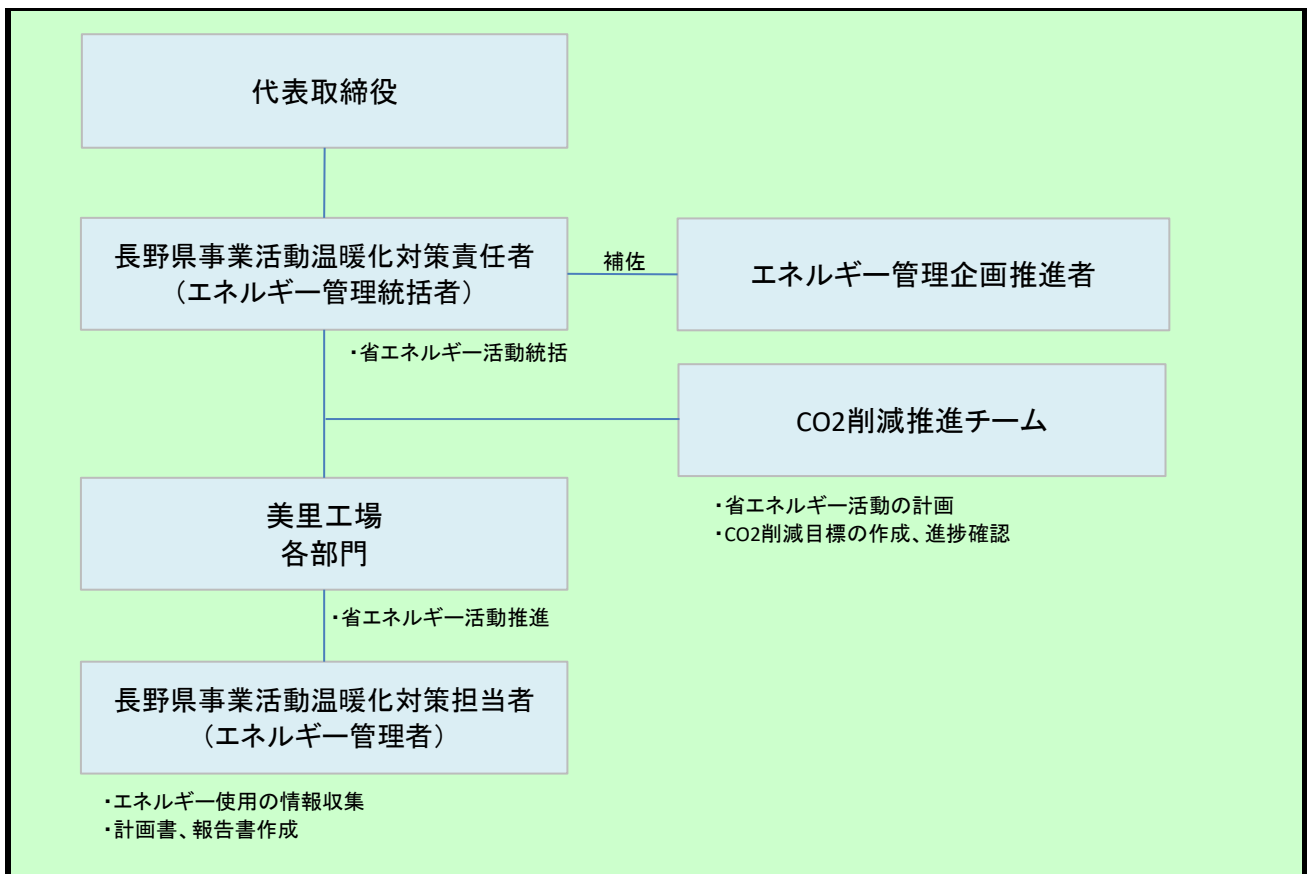 代表取締役
長野県事業活動温暖化対策責任者
（エネルギー管理統括者）
補佐
エネルギー管理企画推進者
・省エネルギー活動統括
CO2削減推進チーム
・省エネルギー活動の計画
・CO2削減目標の作成、進捗確認
美里工場
各部門
・省エネルギー活動推進
長野県事業活動温暖化対策担当者
（エネルギー管理者）
・エネルギー使用の情報収集
・計画書、報告書作成